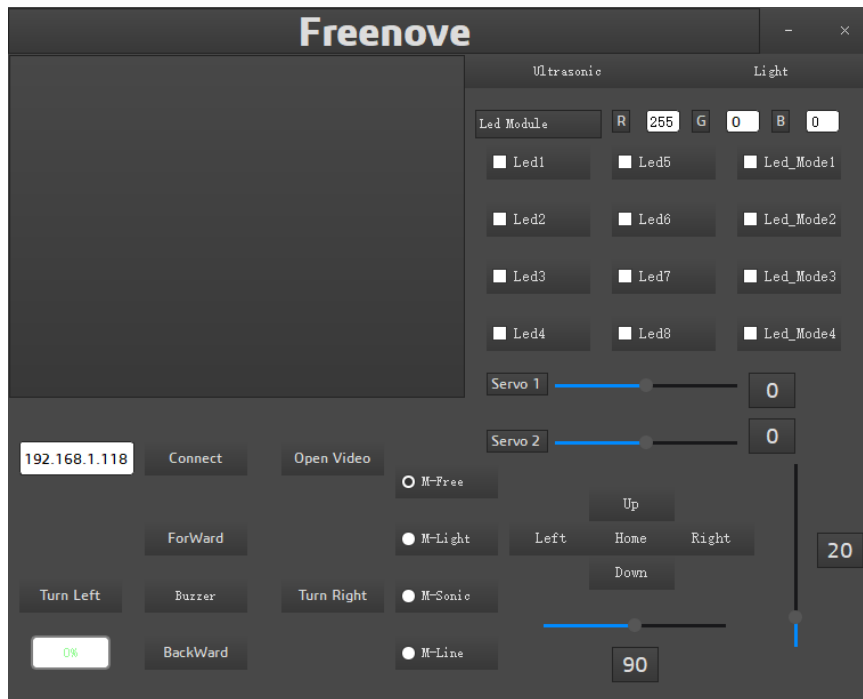 Freenove
- ×
Ultrasonic Light
Led Module R 255 G 0 B 0
Led1 Led5 Led_Mode1
Led2 Led6 Led_Mode2
Led3 Led7 Led_Mode3
Led4 Led8 Led_Mode4
Servo 1 0
Servo 2 0
192.168.1.118 Connect Open Video
M-Free
Up
ForWard M-Light Left Home Right 20
Down
Turn Left Buzzer Turn Right M-Sonic
0% BackWard M-Line 90